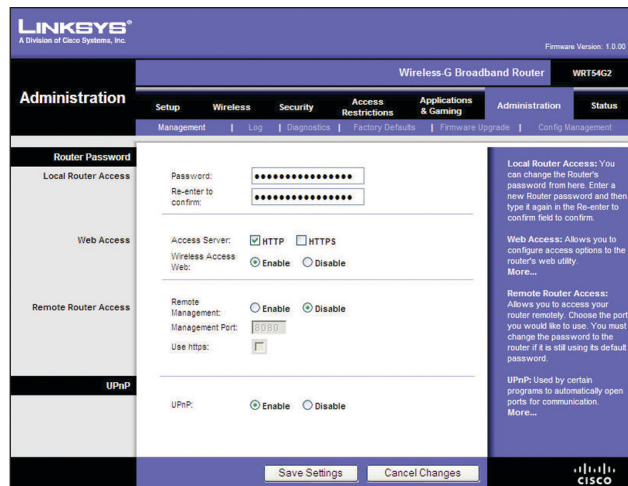 LINKSYS®
A Division of Cisco Systems, Inc.
Firmware Version: 1.0.00
Wireless-G Broadband Router
WRT54G2
Administration
Setup
Wireless
Security
Access Restrictions
Applications & Gaming
Administration
Status
Management | Log | Diagnostics | Factory Defaults | Firmware Upgrade | Config Management
Router Password
Local Router Access
Password:
Re-enter to
confirm:
Web Access
Access Server: HTTP HTTPS
Wireless Access
Web: Enable Disable
Remote Router Access
Remote
Management: Enable Disable
Management Port: 8080
Use https:
UPnP
UPnP: Enable Disable
Save Settings
Cancel Changes
Local Router Access: You
can change the Router's
password from here. Enter a
new Router password and then
type it again in the Re-enter to
confirm field to confirm.
Web Access: Allows you to
configure access options to the
router's web utility.
More...
Remote Router Access:
Allows you to access your
router remotely. Choose the port
you would like to use. You must
change the password to the
router if it is still using its default
password.
UPnP: Used by certain
programs to automatically open
ports for communication.
More...
CISCO